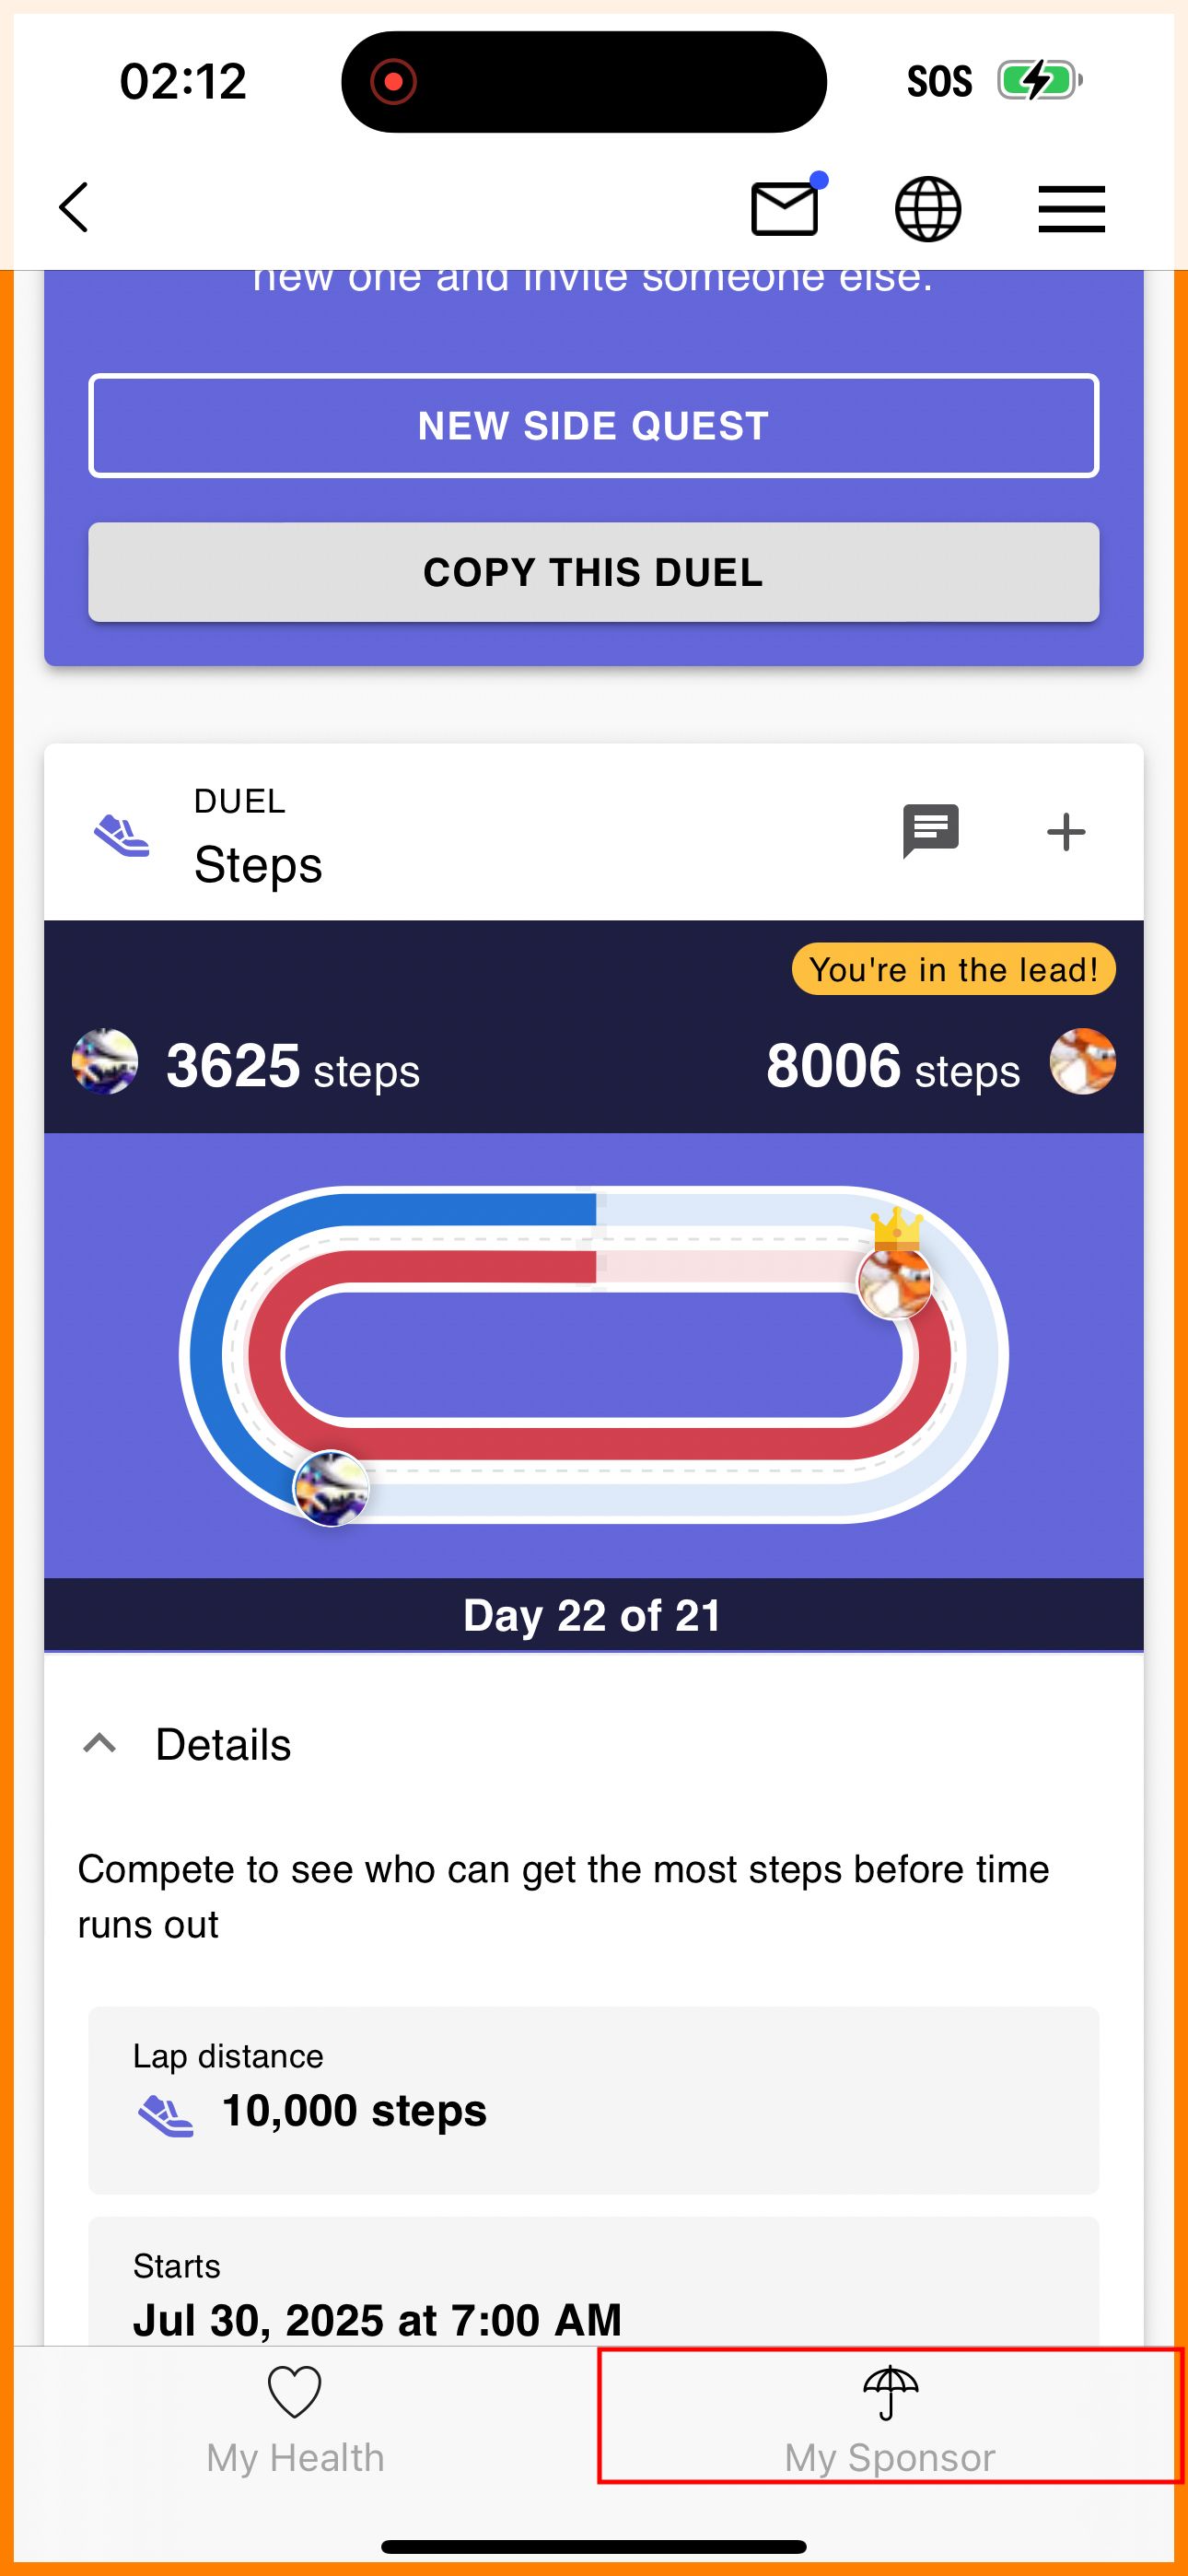 02:12
SOS
new one and invite someone else.
NEW SIDE QUEST
COPY THIS DUEL
DUEL
Steps
You're in the lead!
3625 steps
8006 steps
Day 22 of 21
Details
Compete to see who can get the most steps before time
runs out
Lap distance
10,000 steps
Starts
Jul 30, 2025 at 7:00 AM
My Health
My Sponsor